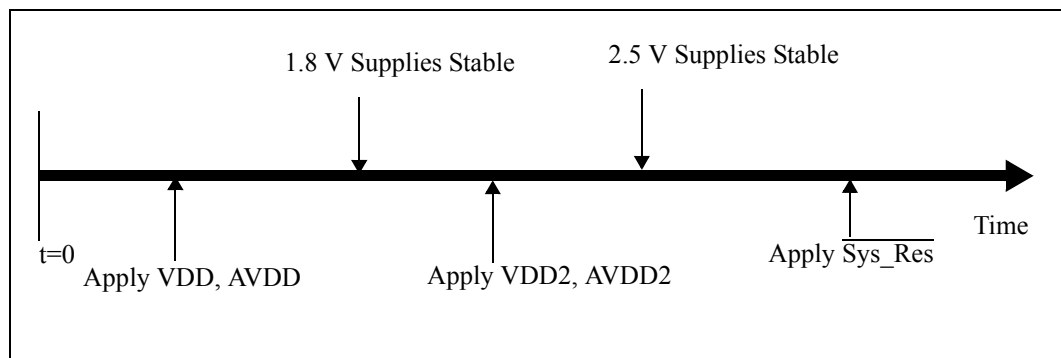 1.8 V Supplies Stable
2.5 V Supplies Stable
t=0
Apply VDD, AVDD
Apply VDD2, AVDD2
Apply Sys_Res
Time